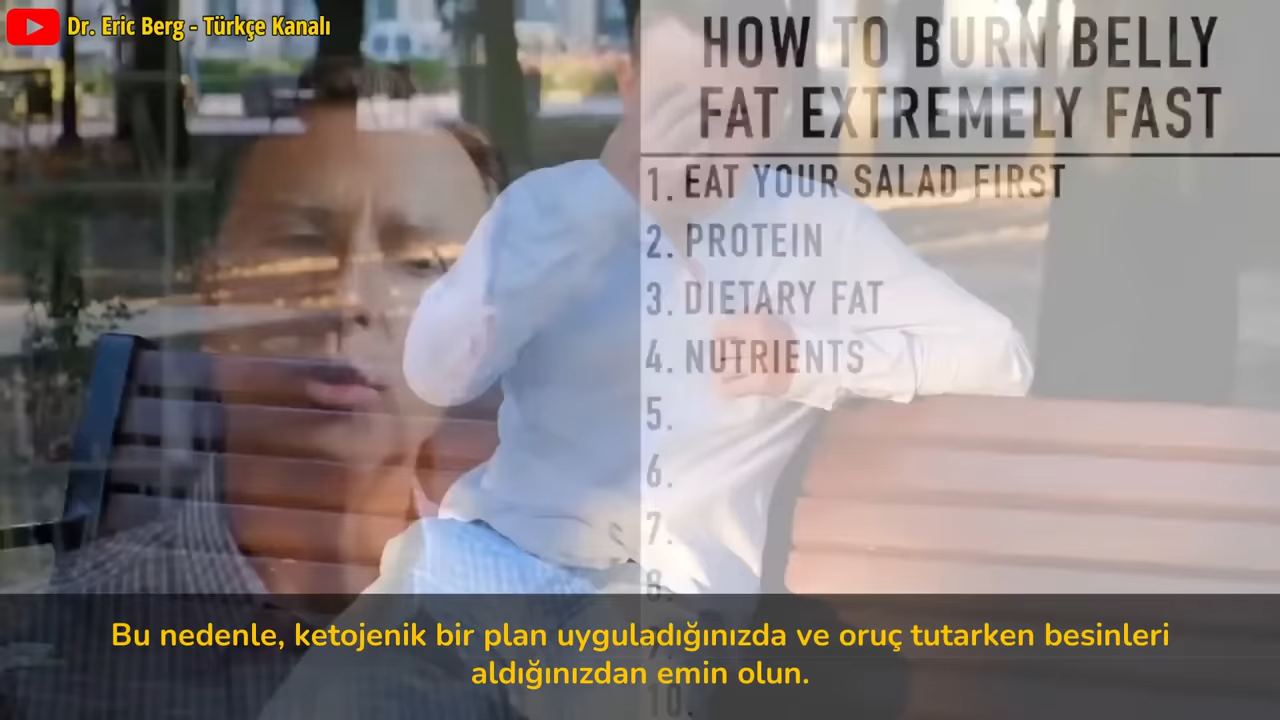 Dr. Eric Berg - Türkçe Kanalı
HOW TO BURN BELLY
FAT EXTREMELY FAST
1. EAT YOUR SALAD FIRST
2. PROTEIN
3. DIETARY FAT
4. NUTRIENTS
5.
6.
7.
8.
10.
Bu nedenle, ketojenik bir plan uyguladığınızda ve oruç tutarken besinleri
aldığınızdan emin olun.